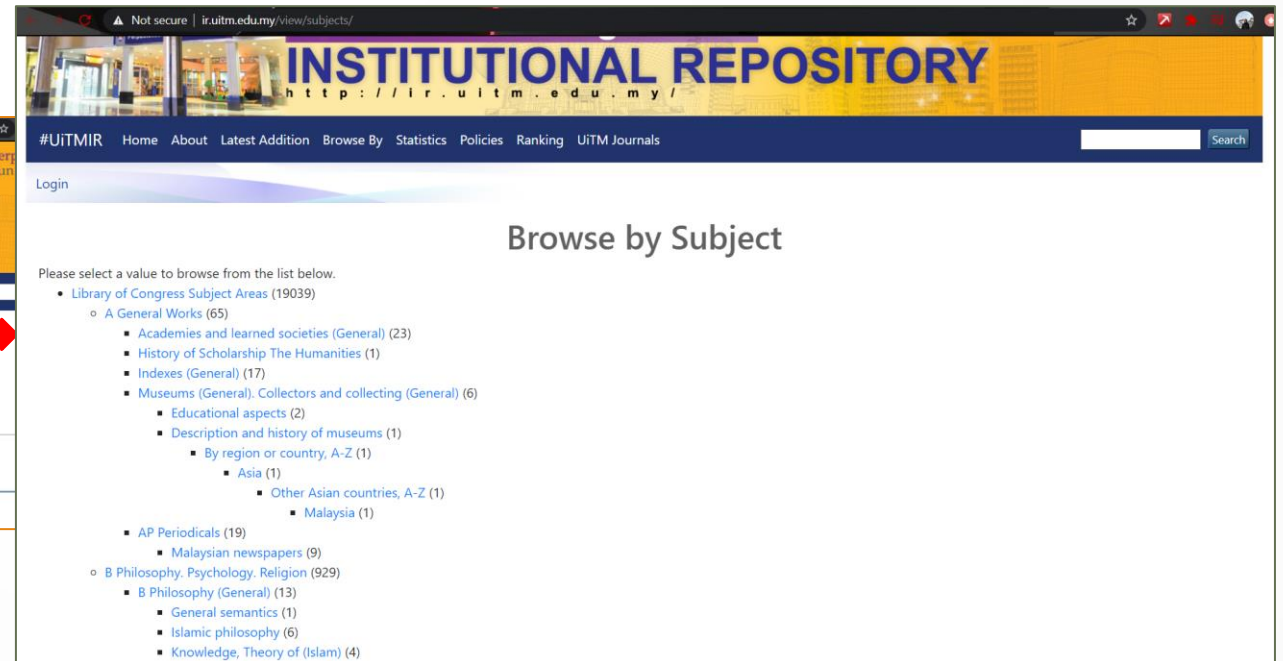 Not secure | ir.uitm.edu.my/view/subjects/
INSTITUTIONAL REPOSITORY
http://ir.uitm.edu.my/
#UiTMIR Home About Latest Addition Browse By Statistics Policies Ranking UiTM Journals Search
Login
Browse by Subject
Please select a value to browse from the list below.
• Library of Congress Subject Areas (19039)
◦ A General Works (65)
▪ Academies and learned societies (General) (23)
▪ History of Scholarship The Humanities (1)
▪ Indexes (General) (17)
▪ Museums (General). Collectors and collecting (General) (6)
▪ Educational aspects (2)
▪ Description and history of museums (1)
▪ By region or country, A-Z (1)
▪ Asia (1)
▪ Other Asian countries, A-Z (1)
▪ Malaysia (1)
▪ AP Periodicals (19)
▪ Malaysian newspapers (9)
◦ B Philosophy. Psychology. Religion (929)
▪ B Philosophy (General) (13)
▪ General semantics (1)
▪ Islamic philosophy (6)
▪ Knowledge, Theory of (Islam) (4)